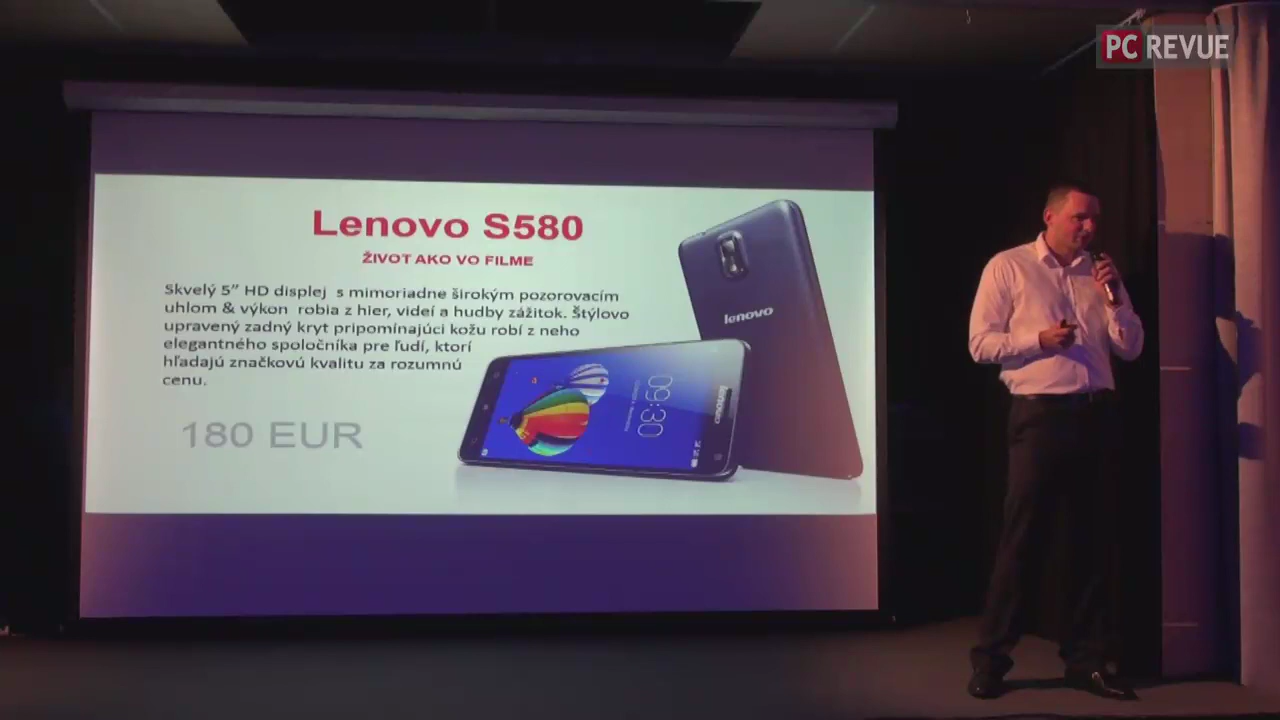 PC REVUE
Lenovo S580
ŽIVOT AKO VO FILME
Skvelý 5” HD displej s mimoriadne širokým pozorovacím
uhlom & výkon robia z hier, videí a hudby zážitok. Štýlovo
upravený zadný kryt pripomínajúci kožu robí z neho
elegantného spoločníka pre ľudí, ktorí
hľadajú značkovú kvalitu za rozumnú
cenu.
180 EUR
lenovo
09:30
lenovo